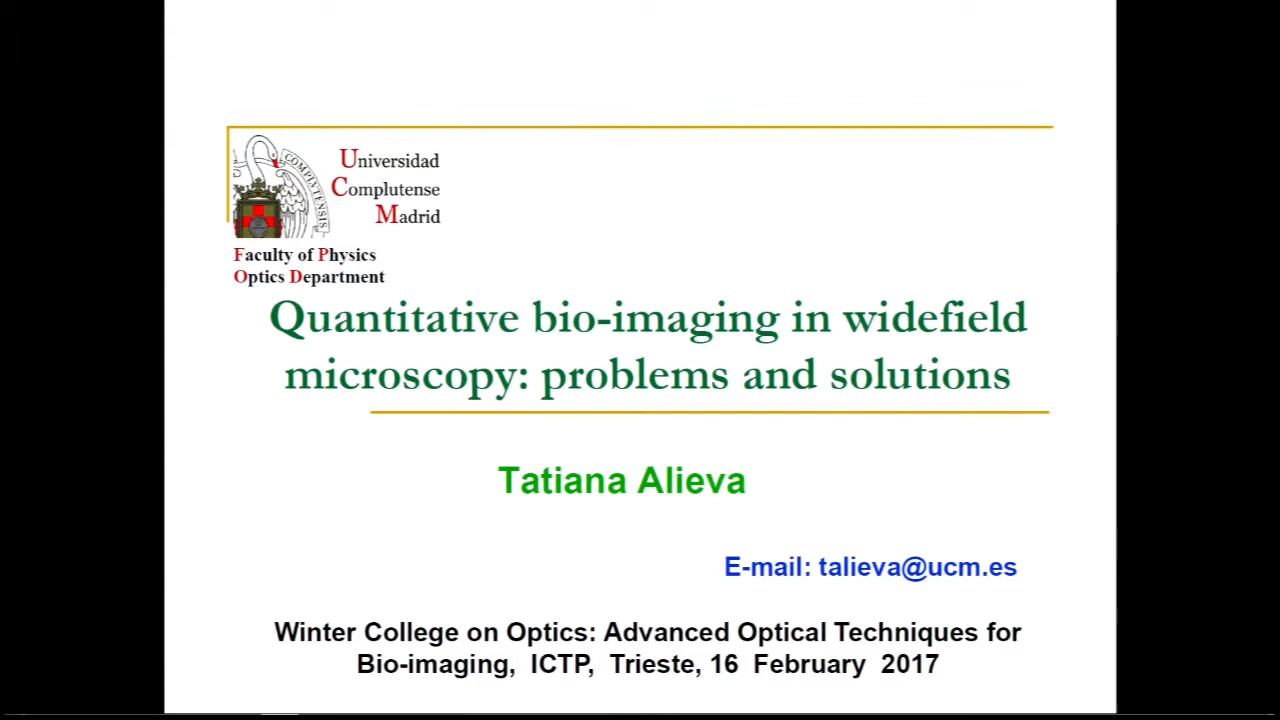 COMPLYTENSIS
Universidad
Complutense
Madrid
Faculty of Physics
Optics Department
Quantitative bio-imaging in widefield
microscopy: problems and solutions
Tatiana Alieva
E-mail: talieva@ucm.es
Winter College on Optics: Advanced Optical Techniques for
Bio-imaging, ICTP, Trieste, 16 February 2017